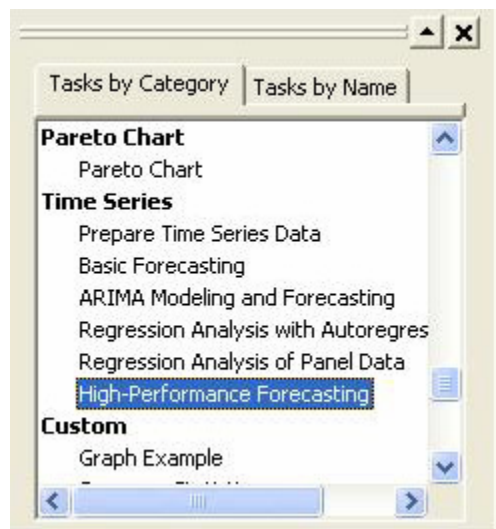 Tasks by Category Tasks by Name
Pareto Chart
Pareto Chart
Time Series
Prepare Time Series Data
Basic Forecasting
ARIMA Modeling and Forecasting
Regression Analysis with Autoregres
Regression Analysis of Panel Data
High-Performance Forecasting
Custom
Graph Example